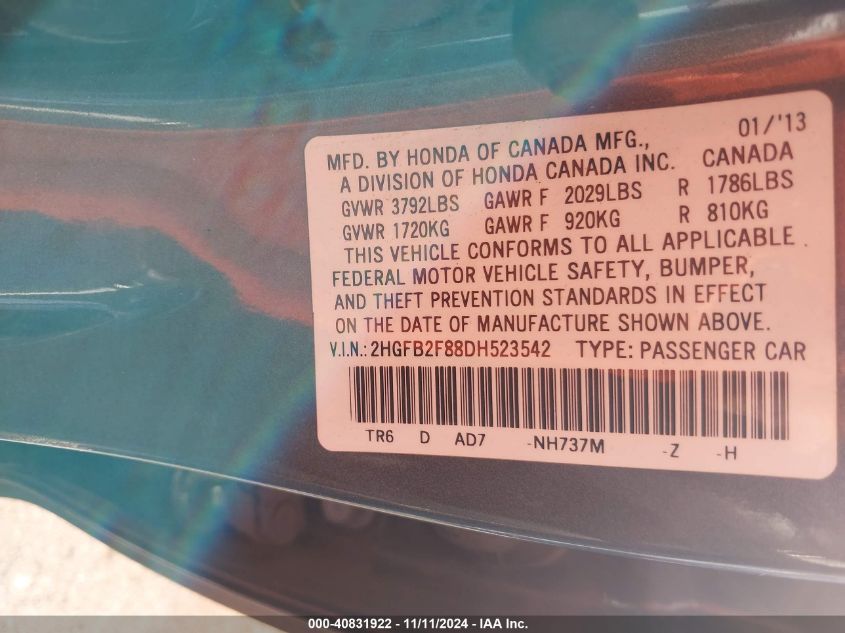 01/'13
MFD. BY HONDA OF CANADA MFG.,
A DIVISION OF HONDA CANADA INC. CANADA
GVWR 3792LBS GAWR F 2029LBS R 1786LBS
GVWR 1720KG GAWR F 920KG R 810KG
THIS VEHICLE CONFORMS TO ALL APPLICABLE
FEDERAL MOTOR VEHICLE SAFETY, BUMPER,
AND THEFT PREVENTION STANDARDS IN EFFECT
ON THE DATE OF MANUFACTURE SHOWN ABOVE.
V.I.N.: 2HGFB2F88DH523542 TYPE: PASSENGER CAR
TR6 D AD7 -NH737M -Z -H
000-40831922 - 11/11/2024 - IAA Inc.